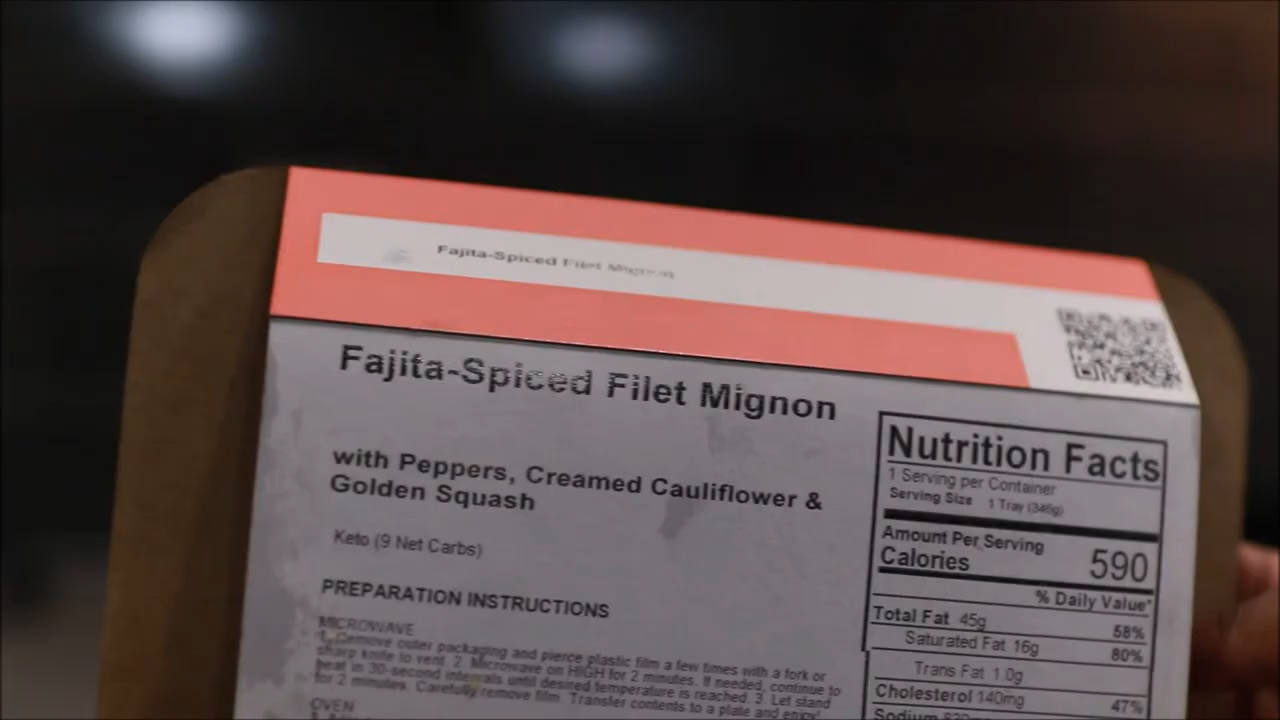 Fajita-Spiced Filet Mignon
Fajita-Spiced Filet Mignon
with Peppers, Creamed Cauliflower &
Golden Squash
Keto (9 Net Carbs)
PREPARATION INSTRUCTIONS
MICROWAVE
1. Remove outer packaging and pierce plastic film a few times with a fork or
sharp knife to vent. 2. Microwave on HIGH for 2 minutes. If needed, continue to
heat in 30-second intervals until desired temperature is reached. 3. Let stand
for 2 minutes. Carefully remove film. Transfer contents to a plate and enjoy!
OVEN
Nutrition Facts
1 Serving per Container
Serving Size 1 Tray (346g)
Amount Per Serving
Calories 590
% Daily Value*
Total Fat 45g 58%
Saturated Fat 16g 80%
Trans Fat 1.0g
Cholesterol 140mg 47%
Sodium